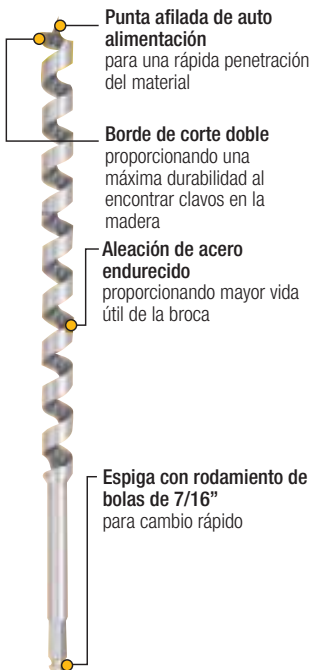 Punta afilada de auto
alimentación
para una rápida penetración
del material
Borde de corte doble
proporcionando una
máxima durabilidad al
encontrar clavos en la
madera
Aleación de acero
endurecido
proporcionando mayor vida
útil de la broca
Espiga con rodamiento de
bolas de 7/16”
para cambio rápido